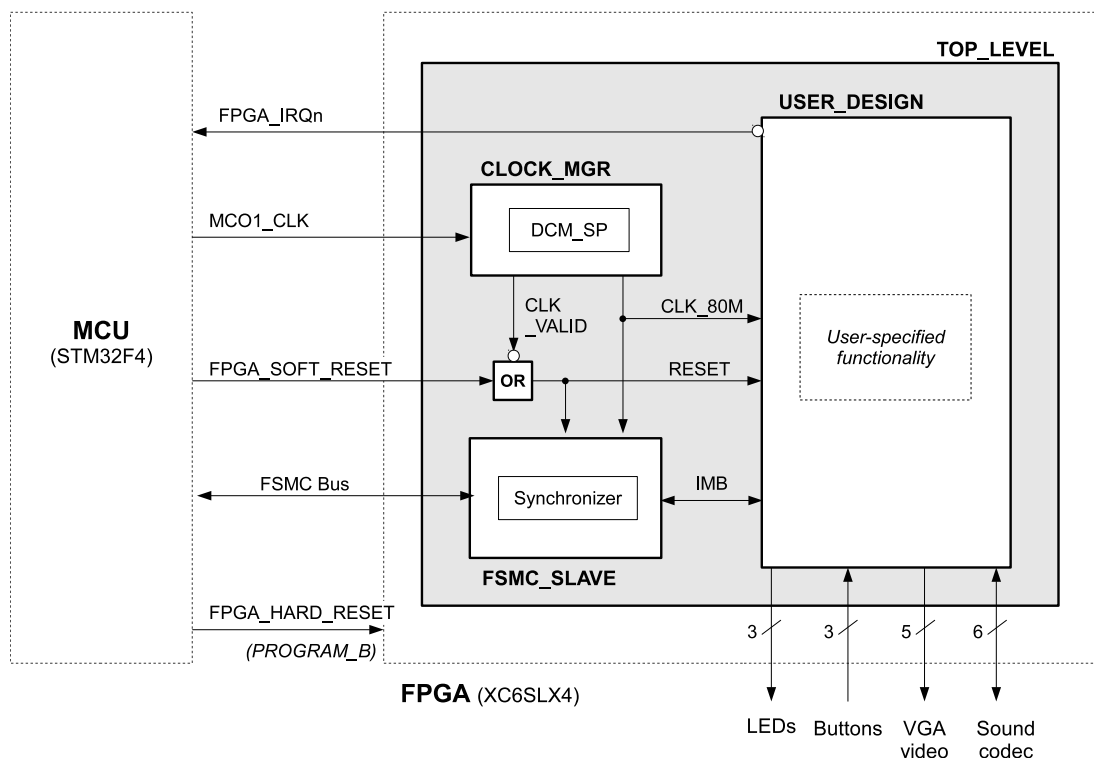 TOP_LEVEL
USER_DESIGN
FPGA_IRQn
CLOCK_MGR
MCO1_CLK
DCM_SP
CLK
_VALID
CLK_80M
MCU
(STM32F4)
User-specified
functionality
FPGA_SOFT_RESET
OR
RESET
FSMC Bus
Synchronizer
IMB
FSMC_SLAVE
FPGA_HARD_RESET
(PROGRAM_B)
3
3
5
6
FPGA (XC6SLX4)
LEDs
Buttons
VGA
video
Sound
codec